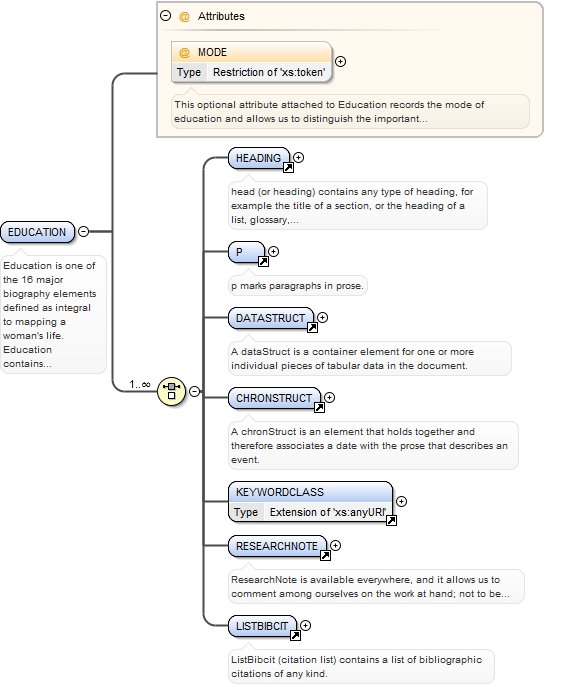 @ Attributes
@ MODE
Type Restriction of 'xs:token'
This optional attribute attached to Education records the mode of
education and allows us to distinguish the important...
HEADING
head (or heading) contains any type of heading, for
example the title of a section, or the heading of a
list, glossary,...
EDUCATION
Education is one of
the 16 major
biography elements
defined as integral
to mapping a
woman's life.
Education
contains...
P
p marks paragraphs in prose.
DATASTRUCT
A dataStruct is a container element for one or more
individual pieces of tabular data in the document.
1..∞
CHRONSTRUCT
A chronStruct is an element that holds together and
therefore associates a date with the prose that describes an
event.
KEYWORDCLASS
Type Extension of 'xs:anyURI'
RESEARCHNOTE
ResearchNote is available everywhere, and it allows us to
comment among ourselves on the work at hand; not to be...
LISTBIBCIT
ListBibcit (citation list) contains a list of bibliographic
citations of any kind.